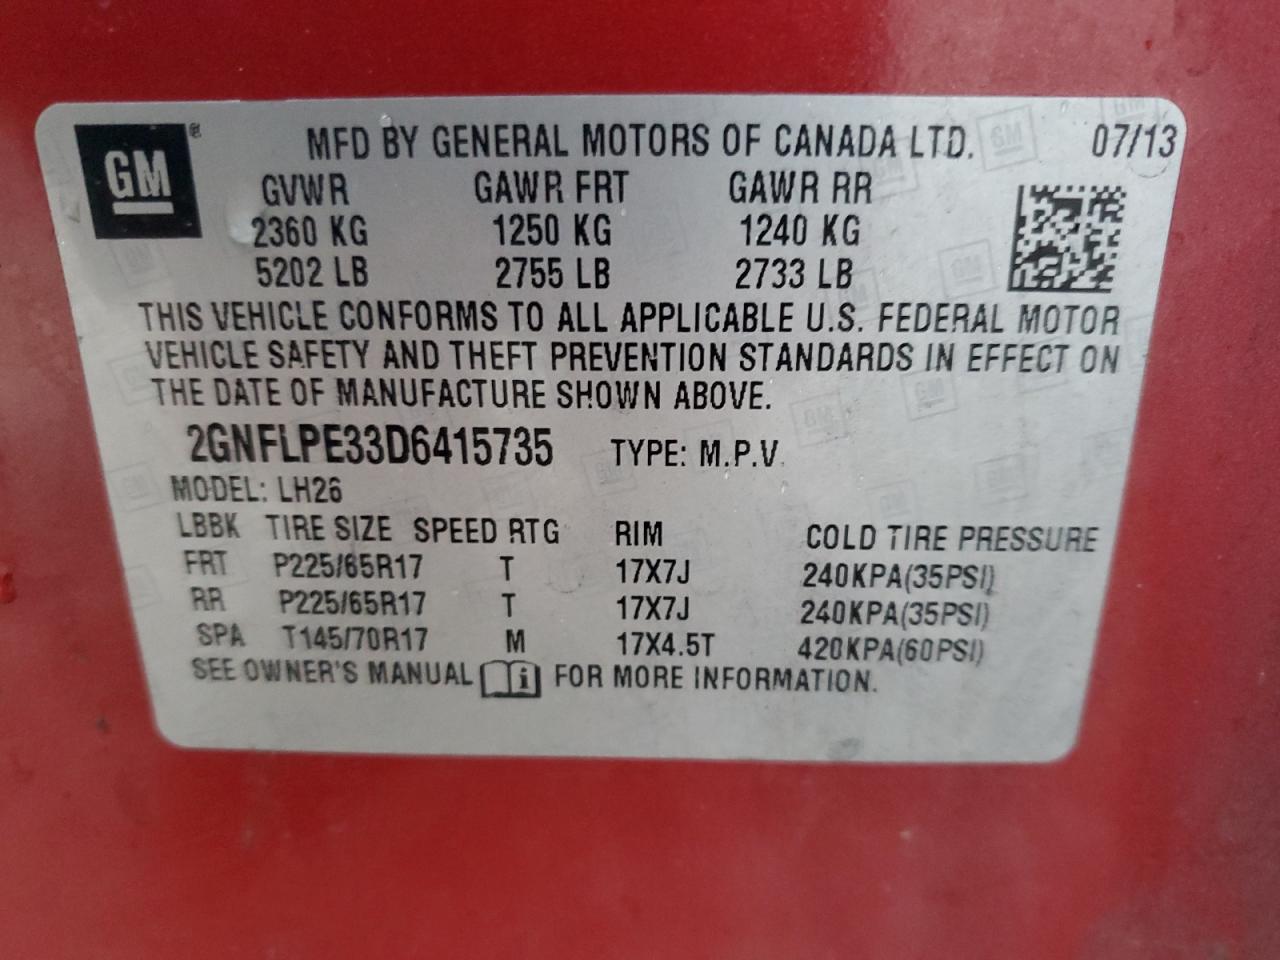 GM ® MFD BY GENERAL MOTORS OF CANADA LTD. 07/13
GVWR GAWR FRT GAWR RR
2360 KG 1250 KG 1240 KG
5202 LB 2755 LB 2733 LB
THIS VEHICLE CONFORMS TO ALL APPLICABLE U.S. FEDERAL MOTOR
VEHICLE SAFETY AND THEFT PREVENTION STANDARDS IN EFFECT ON
THE DATE OF MANUFACTURE SHOWN ABOVE.
2GNFLPE33D6415735 TYPE: M.P.V.
MODEL: LH26
LBBK TIRE SIZE SPEED RTG RIM COLD TIRE PRESSURE
FRT P225/65R17 T 17X7J 240KPA(35PSI)
RR P225/65R17 T 17X7J 240KPA(35PSI)
SPA T145/70R17 M 17X4.5T 420KPA(60PSI)
SEE OWNER'S MANUAL i FOR MORE INFORMATION.